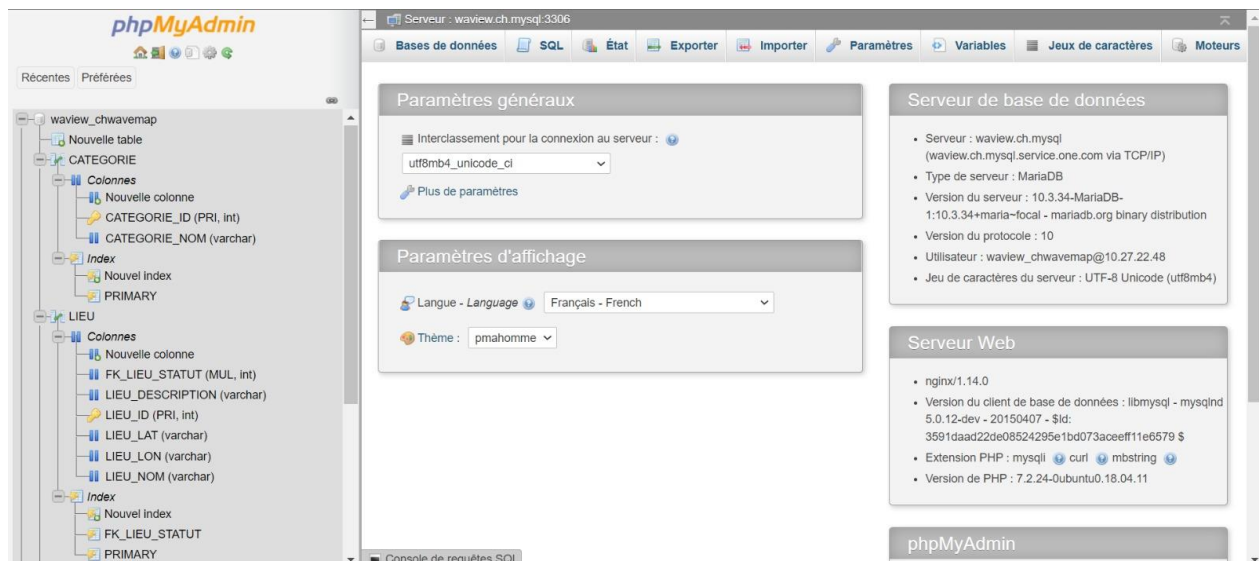 phpMyAdmin
Récentes Préférées
waview_chwavemap
Nouvelle table
CATEGORIE
Colonnes
Nouvelle colonne
CATEGORIE_ID (PRI, int)
CATEGORIE_NOM (varchar)
Index
Nouvel index
PRIMARY
LIEU
Colonnes
Nouvelle colonne
FK_LIEU_STATUT (MUL, int)
LIEU_DESCRIPTION (varchar)
LIEU_ID (PRI, int)
LIEU_LAT (varchar)
LIEU_LON (varchar)
LIEU_NOM (varchar)
Index
Nouvel index
FK_LIEU_STATUT
PRIMARY
Serveur : waview.ch.mysql:3306
Bases de données SQL État Exporter Importer Paramètres Variables Jeux de caractères Moteurs
Paramètres généraux
Interclassement pour la connexion au serveur :
utf8mb4_unicode_ci
Plus de paramètres
Paramètres d'affichage
Langue - Language Français - French
Thème : pmahomme
Console de requêtes SQL
Serveur de base de données
• Serveur : waview.ch.mysql
(waview.ch.mysql.service.one.com via TCP/IP)
• Type de serveur : MariaDB
• Version du serveur : 10.3.34-MariaDB-
1:10.3.34+maria~focal - mariadb.org binary distribution
• Version du protocole : 10
• Utilisateur : waview_chwavemap@10.27.22.48
• Jeu de caractères du serveur : UTF-8 Unicode (utf8mb4)
Serveur Web
• nginx/1.14.0
• Version du client de base de données : libmysql - mysqlnd
5.0.12-dev - 20150407 - $Id:
3591daad22de08524295e1bd073aceeff11e6579 $
• Extension PHP : mysqli curl mbstring
• Version de PHP : 7.2.24-0ubuntu0.18.04.11
phpMyAdmin